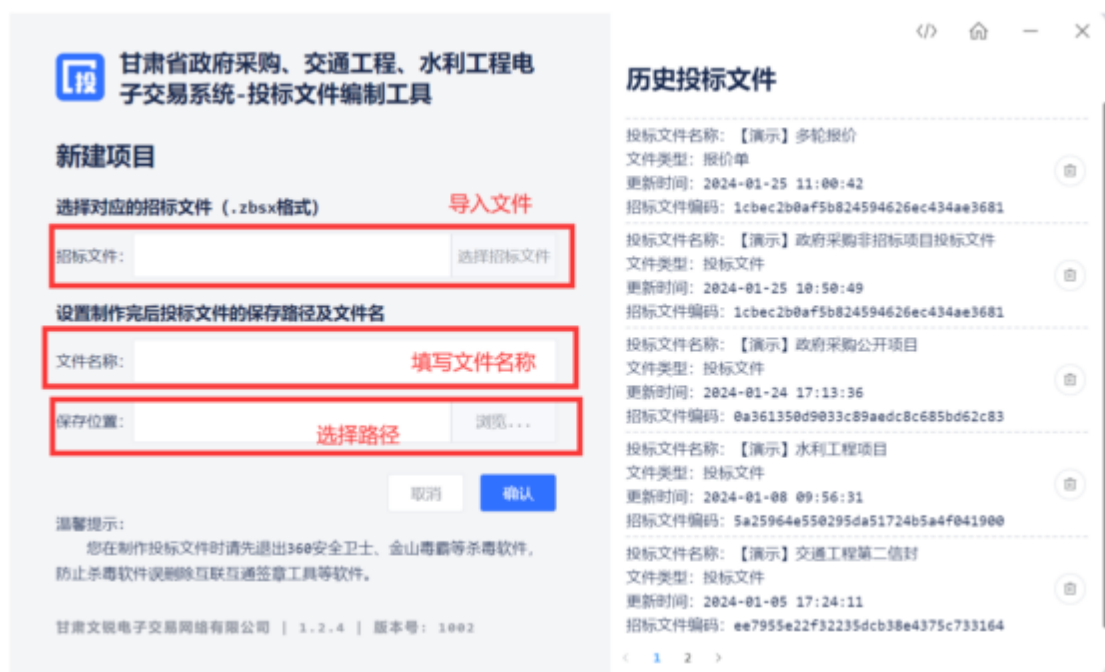 甘肃省政府采购、交通工程、水利工程电
子交易系统-投标文件编制工具
新建项目
选择对应的招标文件（.zbsx格式）
导入文件
招标文件：
选择招标文件
设置制作完后投标文件的保存路径及文件名
文件名称：
填写文件名称
保存位置：
选择路径
浏览...
取消
确认
温馨提示：
您在制作投标文件时请先退出360安全卫士、金山毒霸等杀毒软件，
防止杀毒软件误删除互联互通签章工具等软件。
甘肃文锐电子交易网络有限公司 | 1.2.4 | 版本号: 1002
历史投标文件
投标文件名称：【演示】多轮报价
文件类型：报价单
更新时间：2024-01-25 11:00:42
招标文件编码：1cbec2b0af5b824594626ec434ae3681
投标文件名称：【演示】政府采购非招标项目投标文件
文件类型：投标文件
更新时间：2024-01-25 10:50:49
招标文件编码：1cbec2b0af5b824594626ec434ae3681
投标文件名称：【演示】政府采购公开项目
文件类型：投标文件
更新时间：2024-01-24 17:13:36
招标文件编码：0a361350d9033c89aedc8c685bd62c83
投标文件名称：【演示】水利工程项目
文件类型：投标文件
更新时间：2024-01-08 09:56:31
招标文件编码：5a25964e550295da51724b5a4f041900
投标文件名称：【演示】交通工程第二信封
文件类型：投标文件
更新时间：2024-01-05 17:24:11
招标文件编码：ee7955e22f32235dcb38e4375c733164
1 2
投